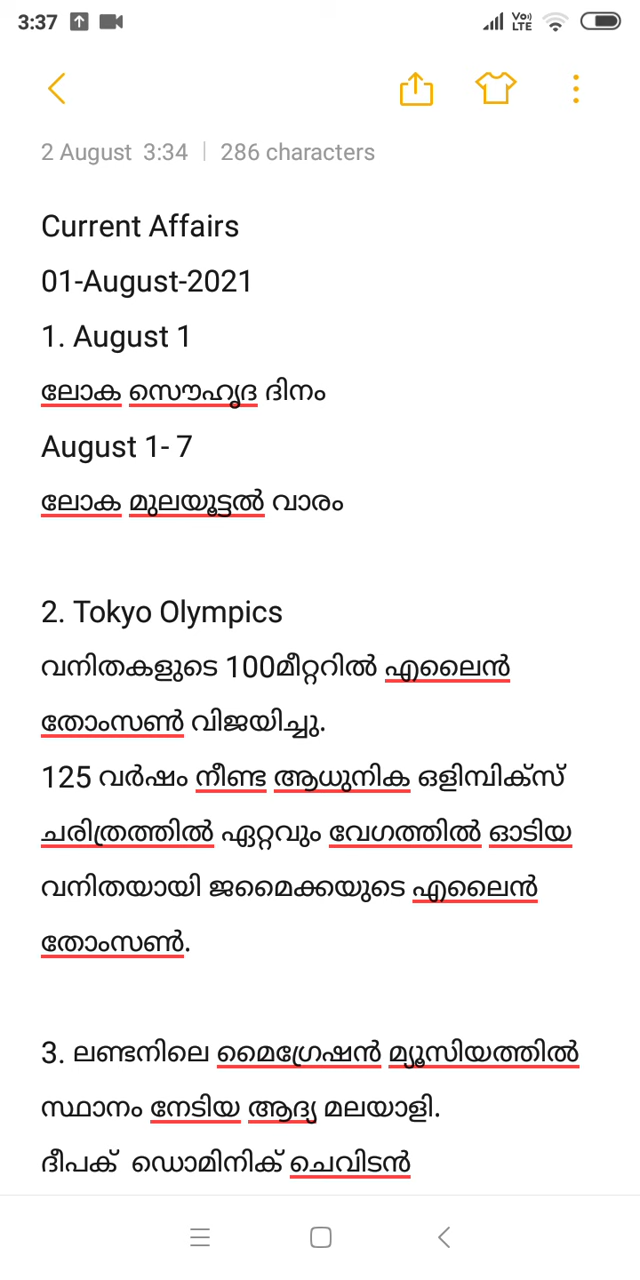 3:37
Vo) LTE
2 August 3:34 | 286 characters
Current Affairs
01-August-2021
1. August 1
ലോക സൌഹൃദ ദിനം
August 1- 7
ലോക മുലയൂട്ടൽ വാരം
2. Tokyo Olympics
വനിതകളുടെ 100മീറ്ററിൽ എലൈൻ
തോംസൺ വിജയിച്ചു.
125 വർഷം നീണ്ട ആധുനിക ഒളിമ്പിക്സ്
ചരിത്രത്തിൽ ഏറ്റവും വേഗത്തിൽ ഓടിയ
വനിതയായി ജമൈക്കയുടെ എലൈൻ
തോംസൺ.
3. ലണ്ടനിലെ മൈഗ്രേഷൻ മ്യൂസിയത്തിൽ
സ്ഥാനം നേടിയ ആദ്യ മലയാളി.
ദീപക് ഡൊമിനിക് ചെവിടൻ